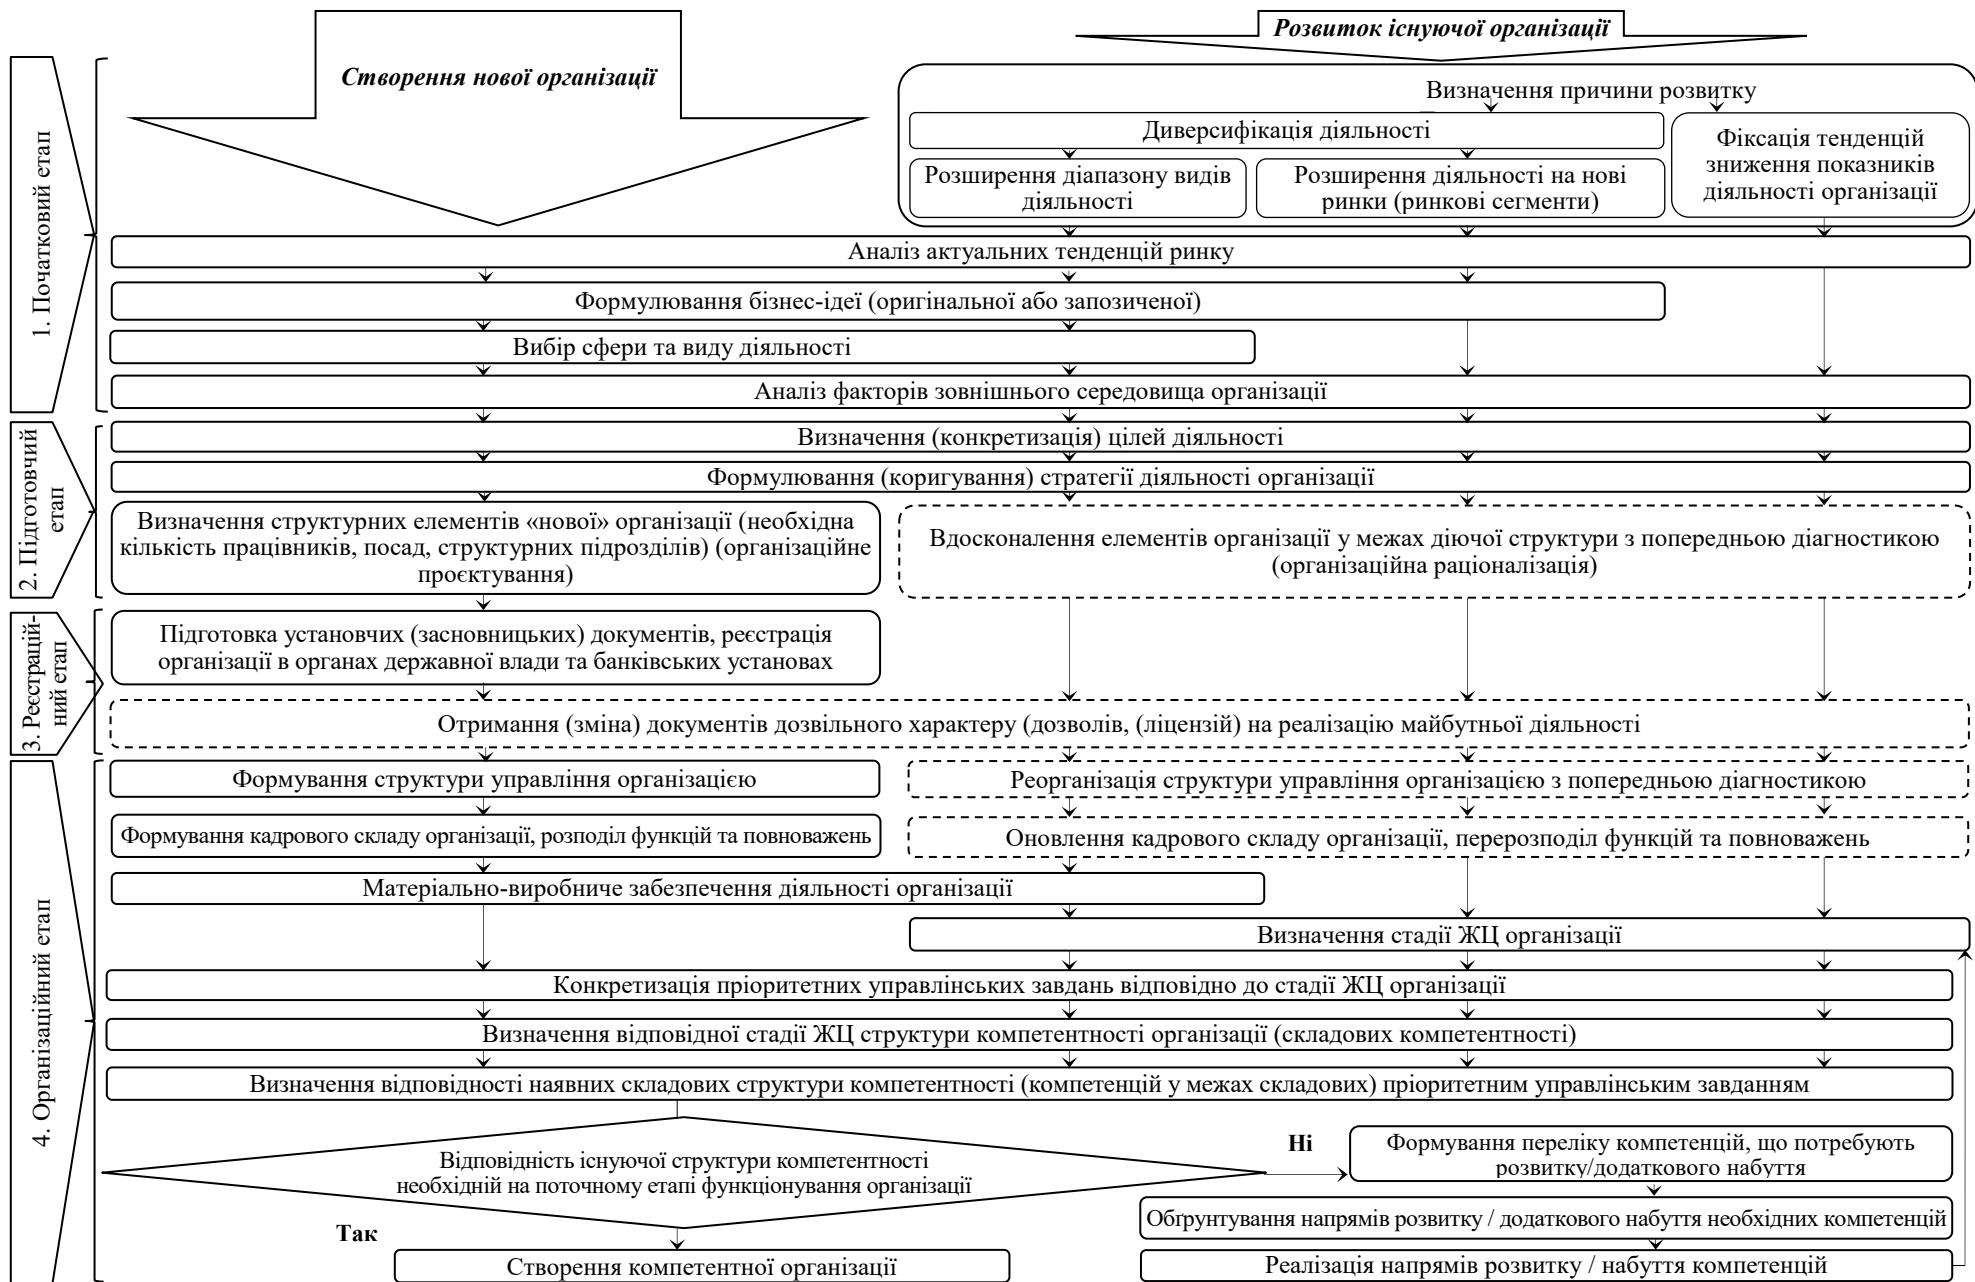 Створення нової організації
Розвиток існуючої організації
1. Початковий етап
Визначення причини розвитку
Диверсифікація діяльності
Фіксація тенденцій
зниження показників
діяльності організації
Розширення діапазону видів
діяльності
Розширення діяльності на нові
ринки (ринкові сегменти)
Аналіз актуальних тенденцій ринку
Формулювання бізнес-ідеї (оригінальної або запозиченої)
Вибір сфери та виду діяльності
Аналіз факторів зовнішнього середовища організації
2. Підготовчий
етап
Визначення (конкретизація) цілей діяльності
Формулювання (коригування) стратегії діяльності організації
Визначення структурних елементів «нової» організації (необхідна
кількість працівників, посад, структурних підрозділів) (організаційне
проєктування)
Вдосконалення елементів організації у межах діючої структури з попередньою діагностикою
(організаційна раціоналізація)
3. Реєстрацій-
ний етап
Підготовка установчих (засновницьких) документів, реєстрація
організації в органах державної влади та банківських установах
Отримання (зміна) документів дозвільного характеру (дозволів, (ліцензій) на реалізацію майбутньої діяльності
4. Організаційний етап
Формування структури управління організацією
Реорганізація структури управління організацією з попередньою діагностикою
Формування кадрового складу організації, розподіл функцій та повноважень
Оновлення кадрового складу організації, перерозподіл функцій та повноважень
Матеріально-виробниче забезпечення діяльності організації
Визначення стадії ЖЦ організації
Конкретизація пріоритетних управлінських завдань відповідно до стадії ЖЦ організації
Визначення відповідної стадії ЖЦ структури компетентності організації (складових компетентності)
Визначення відповідності наявних складових структури компетентності (компетенцій у межах складових) пріоритетним управлінським завданням
Відповідність існуючої структури компетентності
необхідній на поточному етапі функціонування організації
Ні
Формування переліку компетенцій, що потребують
розвитку/додаткового набуття
Обґрунтування напрямів розвитку / додаткового набуття необхідних компетенцій
Так
Створення компетентної організації
Реалізація напрямів розвитку / набуття компетенцій